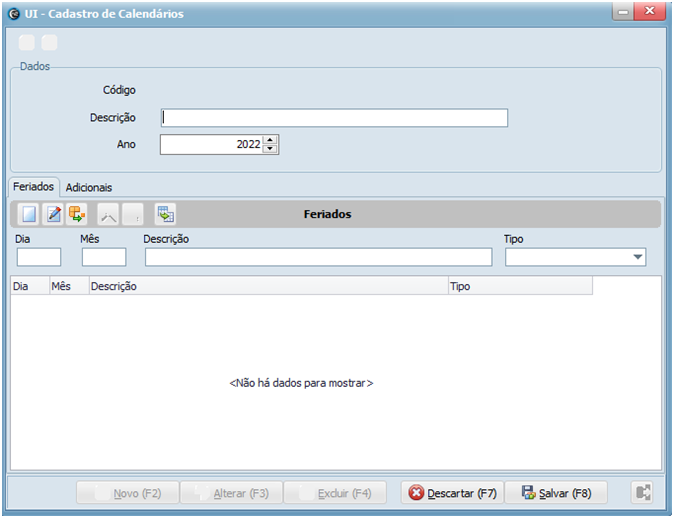 UI - Cadastro de Calendários
Dados
Código
Descrição
Ano 2022
Feriados Adicionais
Feriados
Dia Mês Descrição Tipo
Dia Mês Descrição Tipo
<Não há dados para mostrar>
Novo (F2) Alterar (F3) Excluir (F4) Descartar (F7) Salvar (F8)